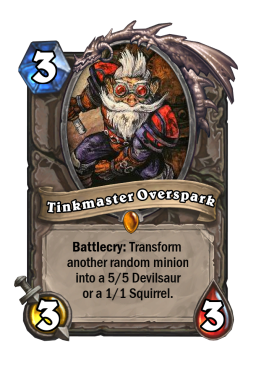 3
Tinkmaster Overspark
Battlecry: Transform
another random minion
into a 5/5 Devilsaur
or a 1/1 Squirrel.
3 3